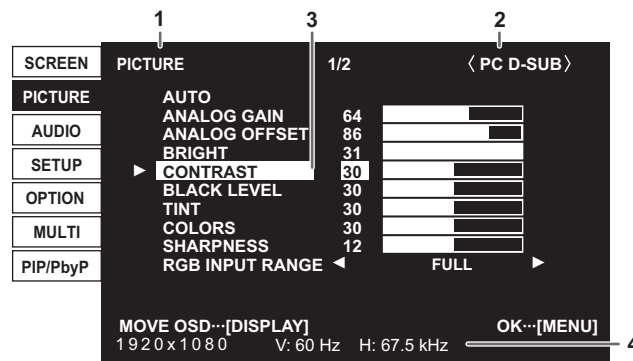 1 3 2
SCREEN
PICTURE
AUDIO
SETUP
OPTION
MULTI
PIP/PbyP
PICTURE 1/2 〈 PC D-SUB〉
AUTO
ANALOG GAIN 64
ANALOG OFFSET 86
BRIGHT 31
▶ CONTRAST 30
BLACK LEVEL 30
TINT 30
COLORS 30
SHARPNESS 12
RGB INPUT RANGE ◀ FULL ▶
MOVE OSD···[DISPLAY] OK···[MENU]
1920x1080 V: 60 Hz H: 67.5 kHz 4